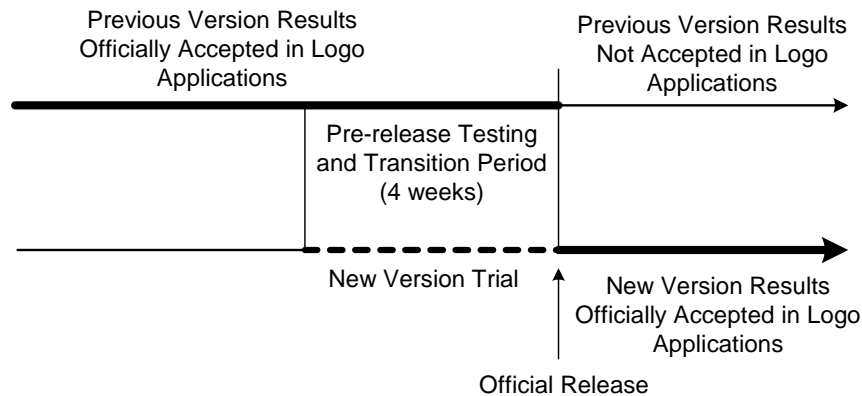 Previous Version Results
Officially Accepted in Logo
Applications
Previous Version Results
Not Accepted in Logo
Applications
Pre-release Testing
and Transition Period
(4 weeks)
New Version Trial
New Version Results
Officially Accepted in Logo
Applications
Official Release